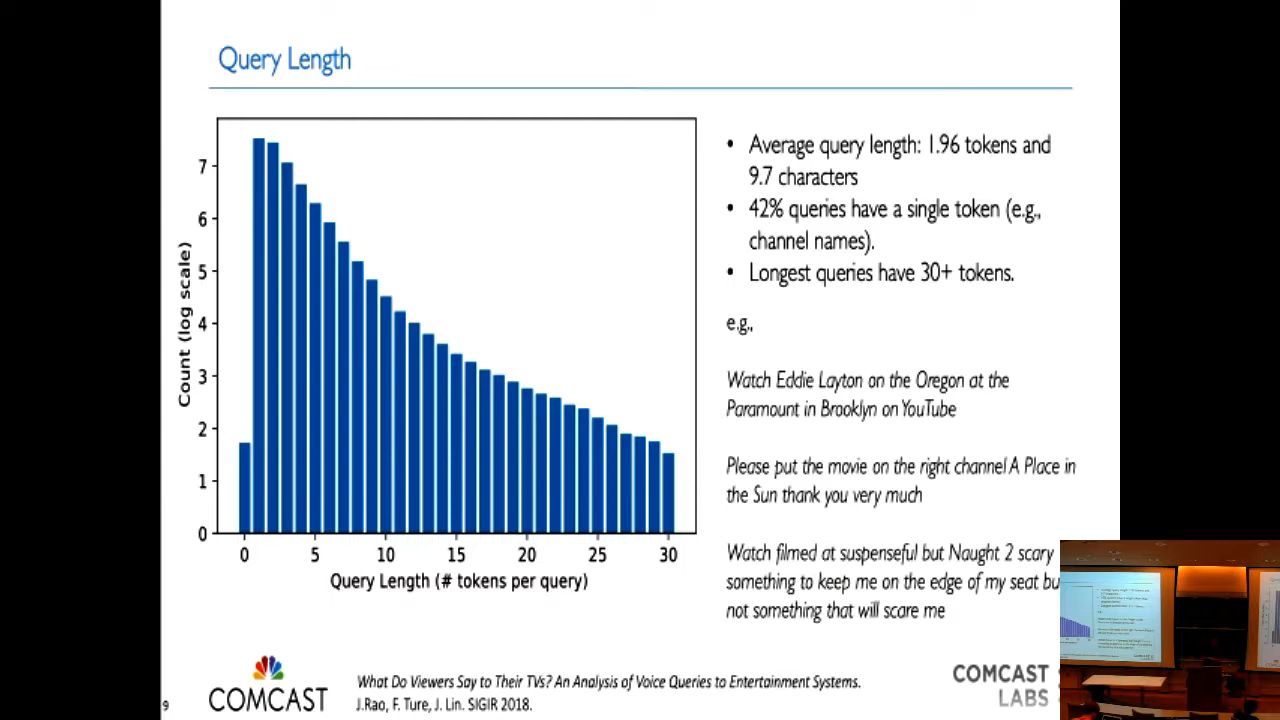 Query Length
7
6
5
4
3
2
1
0
Count (log scale)
0 5 10 15 20 25 30
Query Length (# tokens per query)
• Average query length: 1.96 tokens and
9.7 characters
• 42% queries have a single token (e.g.,
channel names).
• Longest queries have 30+ tokens.
e.g.,
Watch Eddie Layton on the Oregon at the
Paramount in Brooklyn on YouTube
Please put the movie on the right channel A Place in
the Sun thank you very much
Watch filmed at suspenseful but Naught 2 scary
something to keep me on the edge of my seat bu
not something that will scare me
9
COMCAST
What Do Viewers Say to Their TVs? An Analysis of Voice Queries to Entertainment Systems.
J.Rao, F. Ture, J. Lin. SIGIR 2018.
COMCAST
LABS